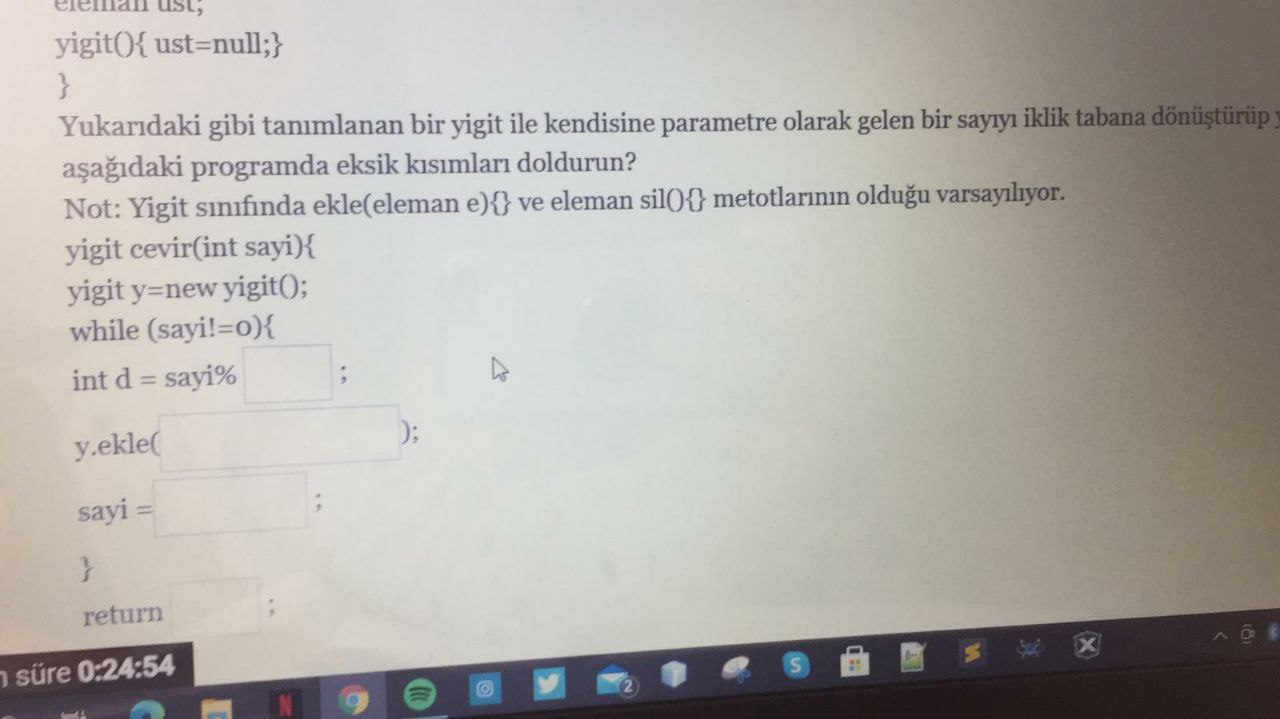 eleman ust;
yigit(){ ust=null;}
}
Yukarıdaki gibi tanımlanan bir yigit ile kendisine parametre olarak gelen bir sayıyı iklik tabana dönüştürüp
aşağıdaki programda eksik kısımları doldurun?
Not: Yigit sınıfında ekle(eleman e){} ve eleman sil(){} metotlarının olduğu varsayılıyor.
yigit cevir(int sayi){
yigit y=new yigit();
while (sayi!=0){
int d = sayi% ;
y.ekle( );
sayi = ;
}
return ;
süre 0:24:54
N
S
2